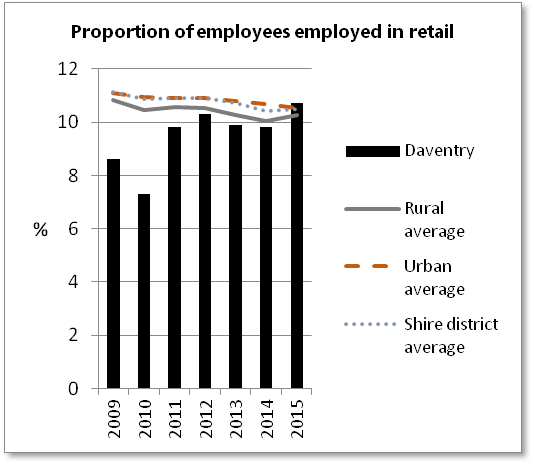 Proportion of employees employed in retail
12
10
8
6
4
2
0
%
2009
2010
2011
2012
2013
2014
2015
Daventry
Rural
average
Urban
average
Shire district
average